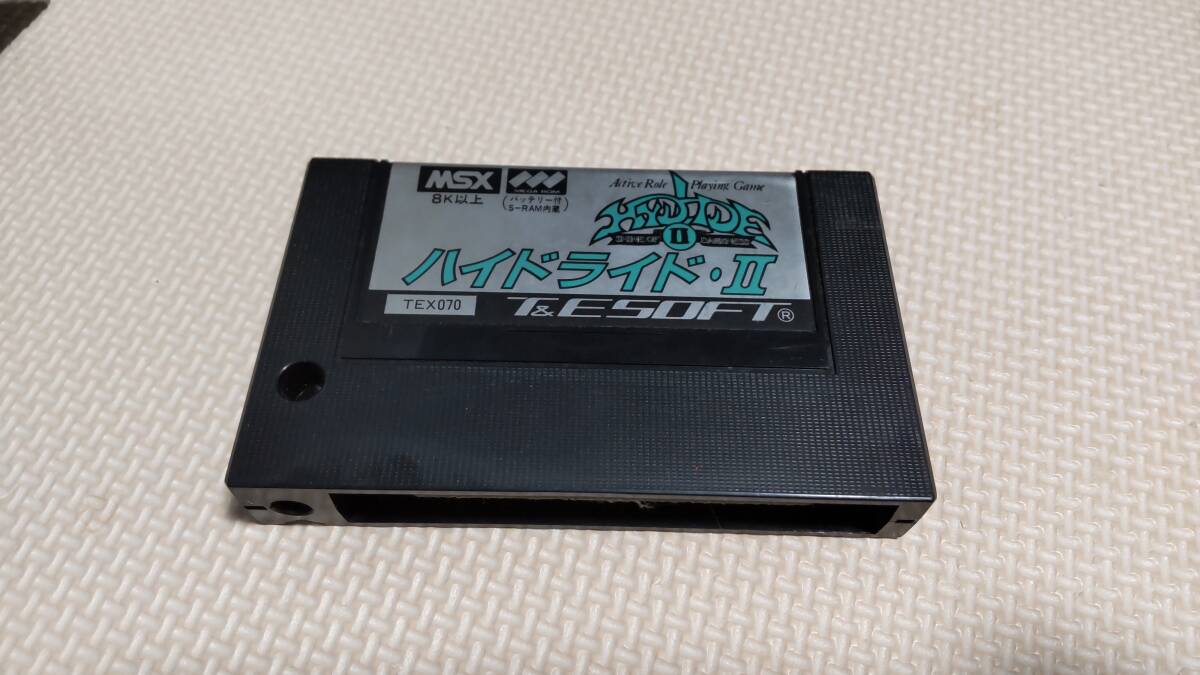 MSX
8K以上
MEGA ROM
(バッテリー付
S-RAM内蔵)
Active Role Playing Game
HYDLIDE
II
SHINE OF DARKNESS
ハイドライド・II
TEX070
T&ESOFT®